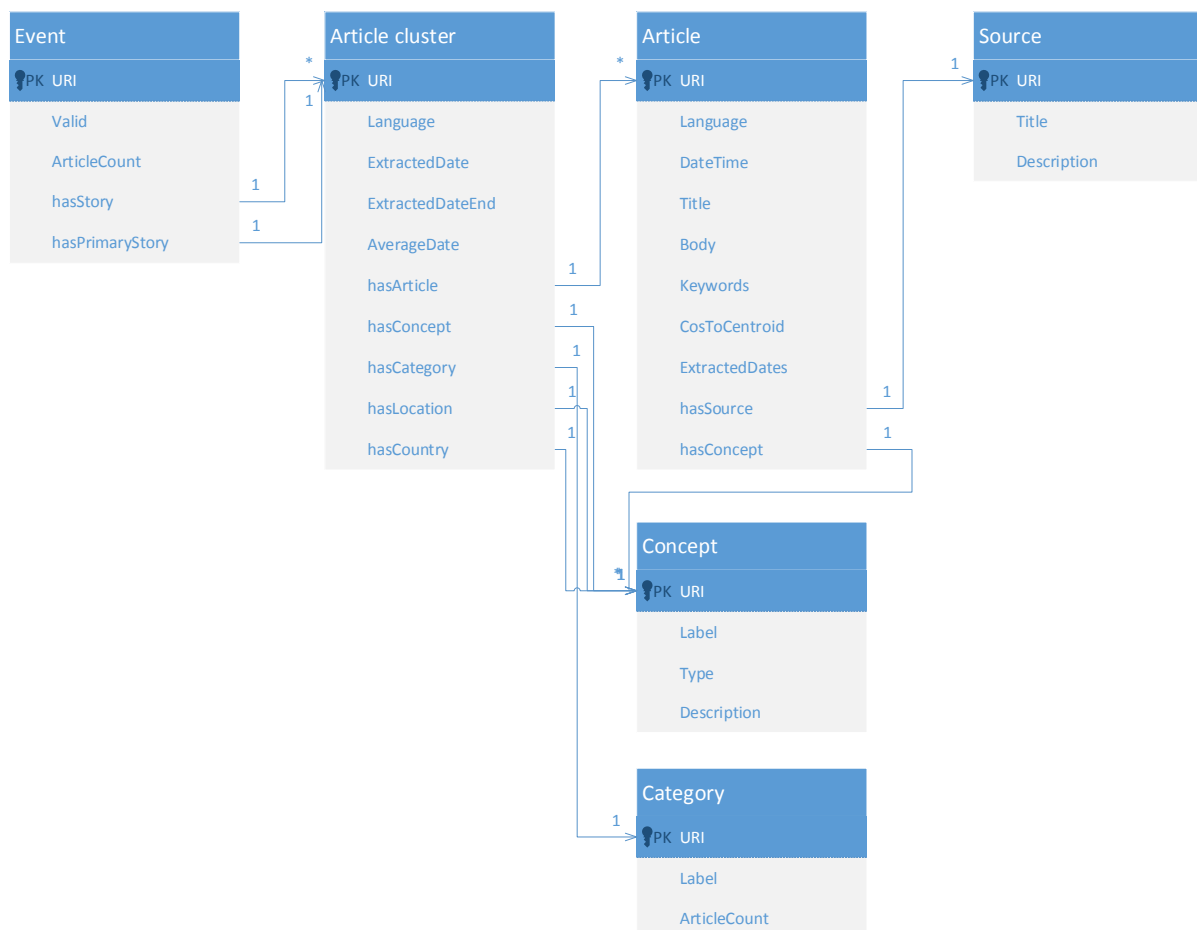 Event
PK URI
Valid
ArticleCount
hasStory
hasPrimaryStory
1
1
*
1
Article cluster
PK URI
Language
ExtractedDate
ExtractedDateEnd
AverageDate
hasArticle
hasConcept
hasCategory
hasLocation
hasCountry
1
1
1
1
1
*
Article
PK URI
Language
DateTime
Title
Body
Keywords
CosToCentroid
ExtractedDates
hasSource
hasConcept
1
1
1
Source
PK URI
Title
Description
*
1
Concept
PK URI
Label
Type
Description
1
Category
PK URI
Label
ArticleCount